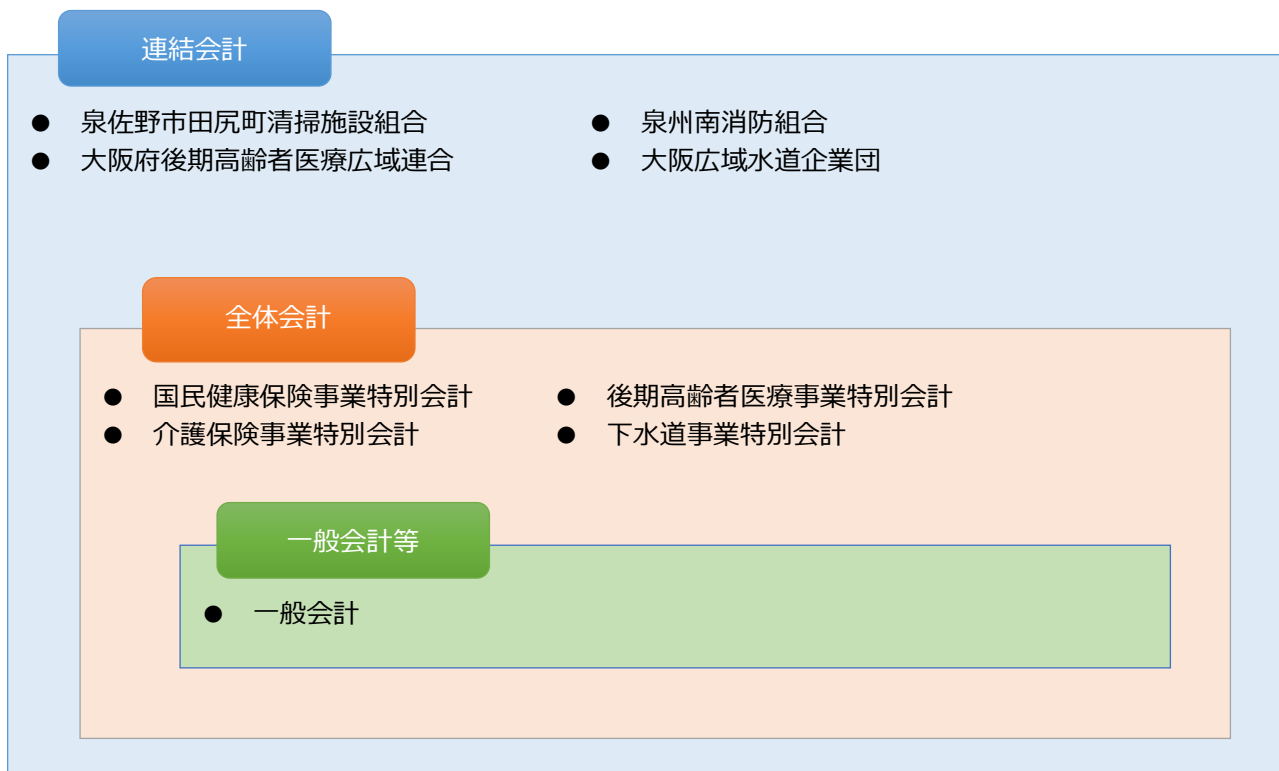 連結会計
● 泉佐野市田尻町清掃施設組合 ● 泉州南消防組合
● 大阪府後期高齢者医療広域連合 ● 大阪広域水道企業団
全体会計
● 国民健康保険事業特別会計 ● 後期高齢者医療事業特別会計
● 介護保険事業特別会計 ● 下水道事業特別会計
一般会計等
● 一般会計